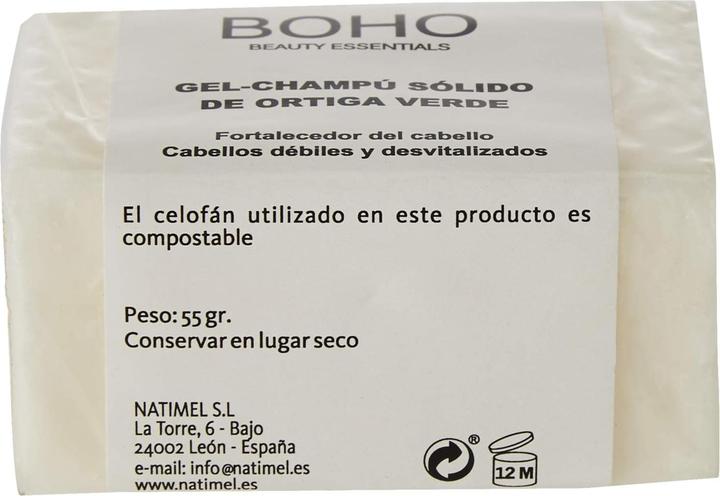 BOHO
BEAUTY ESSENTIALS
GEL-CHAMPÚ SÓLIDO
DE ORTIGA VERDE
Fortalecedor del cabello
Cabellos débiles y desvitalizados
El celofán utilizado en este producto es
compostable
Peso: 55 gr.
Conservar en lugar seco
NATIMEL S.L
La Torre, 6 - Bajo
24002 León - España
e-mail: info@natimel.es
www.natimel.es
®
12 M